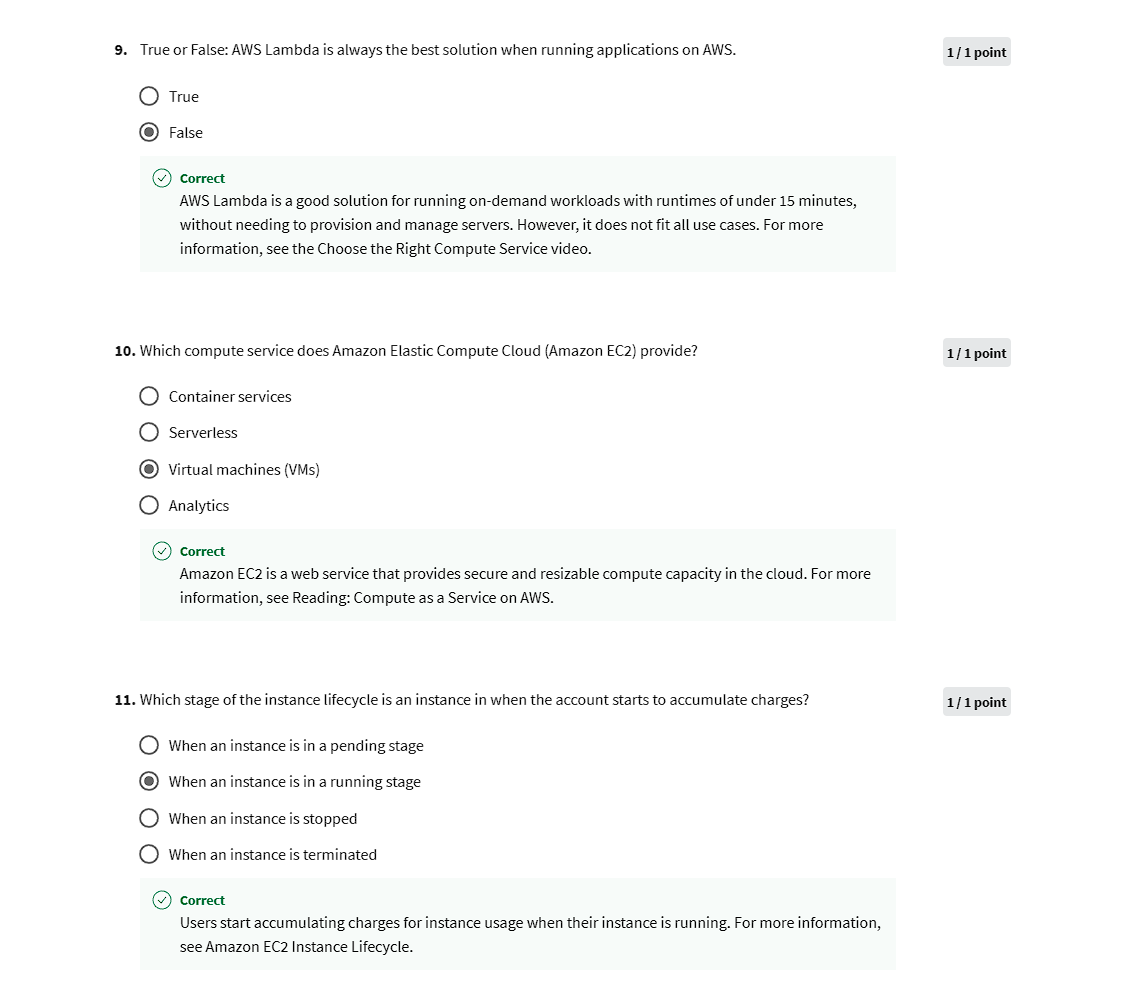 9. True or False: AWS Lambda is always the best solution when running applications on AWS.
1 / 1 point
True
False
Correct
AWS Lambda is a good solution for running on-demand workloads with runtimes of under 15 minutes,
without needing to provision and manage servers. However, it does not fit all use cases. For more
information, see the Choose the Right Compute Service video.
10. Which compute service does Amazon Elastic Compute Cloud (Amazon EC2) provide?
1 / 1 point
Container services
Serverless
Virtual machines (VMs)
Analytics
Correct
Amazon EC2 is a web service that provides secure and resizable compute capacity in the cloud. For more
information, see Reading: Compute as a Service on AWS.
11. Which stage of the instance lifecycle is an instance in when the account starts to accumulate charges?
1 / 1 point
When an instance is in a pending stage
When an instance is in a running stage
When an instance is stopped
When an instance is terminated
Correct
Users start accumulating charges for instance usage when their instance is running. For more information,
see Amazon EC2 Instance Lifecycle.